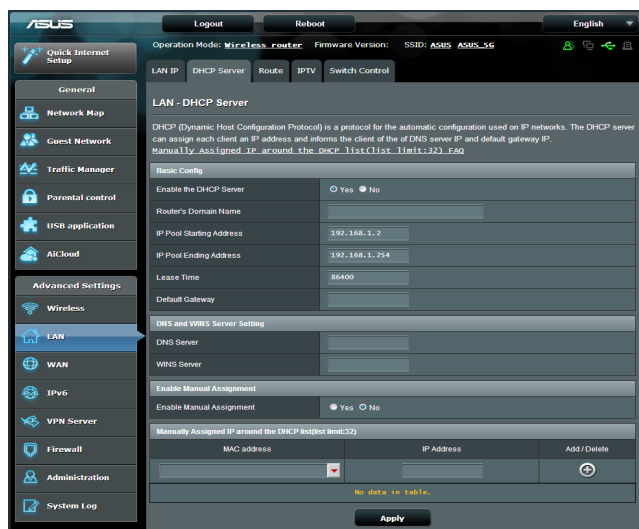 ASUS
Logout
Reboot
English
Quick Internet Setup
Operation Mode: Wireless router Firmware Version: SSID: ASUS ASUS_5G
LAN IP
DHCP Server
Route
IPTV
Switch Control
General
Network Map
Guest Network
Traffic Manager
Parental control
USB application
AiCloud
Advanced Settings
Wireless
LAN
WAN
IPv6
VPN Server
Firewall
Administration
System Log
LAN - DHCP Server
DHCP (Dynamic Host Configuration Protocol) is a protocol for the automatic configuration used on IP networks. The DHCP server
can assign each client an IP address and informs the client of the of DNS server IP and default gateway IP.
Manually Assigned IP around the DHCP list(list limit:32) FAQ
Basic Config
Enable the DHCP Server Yes No
Router's Domain Name
IP Pool Starting Address 192.168.1.2
IP Pool Ending Address 192.168.1.254
Lease Time 86400
Default Gateway
DNS and WINS Server Setting
DNS Server
WINS Server
Enable Manual Assignment
Enable Manual Assignment Yes No
Manually Assigned IP around the DHCP list(list limit:32)
MAC address IP Address Add / Delete
No data in table.
Apply